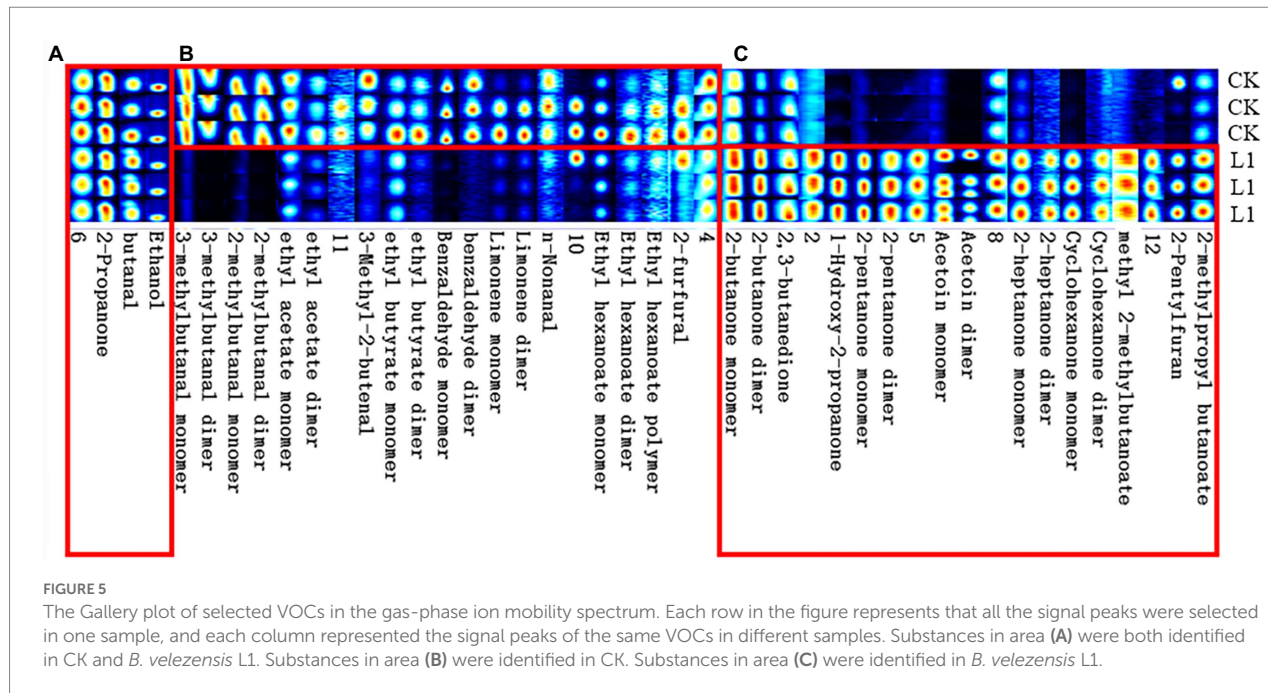 A B C
CK
CK
CK
L1
L1
L1
6
2-Propanone
butanal
Ethanol
3-methylbutanal monomer
3-methylbutanal dimer
2-methylbutanal monomer
2-methylbutanal dimer
ethyl acetate monomer
ethyl acetate dimer
11
3-Methyl-2-butenal
ethyl butyrate monomer
ethyl butyrate dimer
Benzaldehyde monomer
benzaldehyde dimer
Limonene monomer
Limonene dimer
n-Nonanal
10
Ethyl hexanoate monomer
Ethyl hexanoate dimer
Ethyl hexanoate polymer
2-furfural
4
2-butanone monomer
2-butanone dimer
2,3-butanedione
2
1-Hydroxy-2-propanone
2-pentanone monomer
2-pentanone dimer
5
Acetoin monomer
Acetoin dimer
8
2-heptanone monomer
2-heptanone dimer
Cyclohexanone monomer
Cyclohexanone dimer
methyl 2-methylbutanoate
12
2-Pentylfuran
2-methylpropyl butanoate
FIGURE 5
The Gallery plot of selected VOCs in the gas-phase ion mobility spectrum. Each row in the figure represents that all the signal peaks were selected
in one sample, and each column represented the signal peaks of the same VOCs in different samples. Substances in area (A) were both identified
in CK and B. velezensis L1. Substances in area (B) were identified in CK. Substances in area (C) were identified in B. velezensis L1.